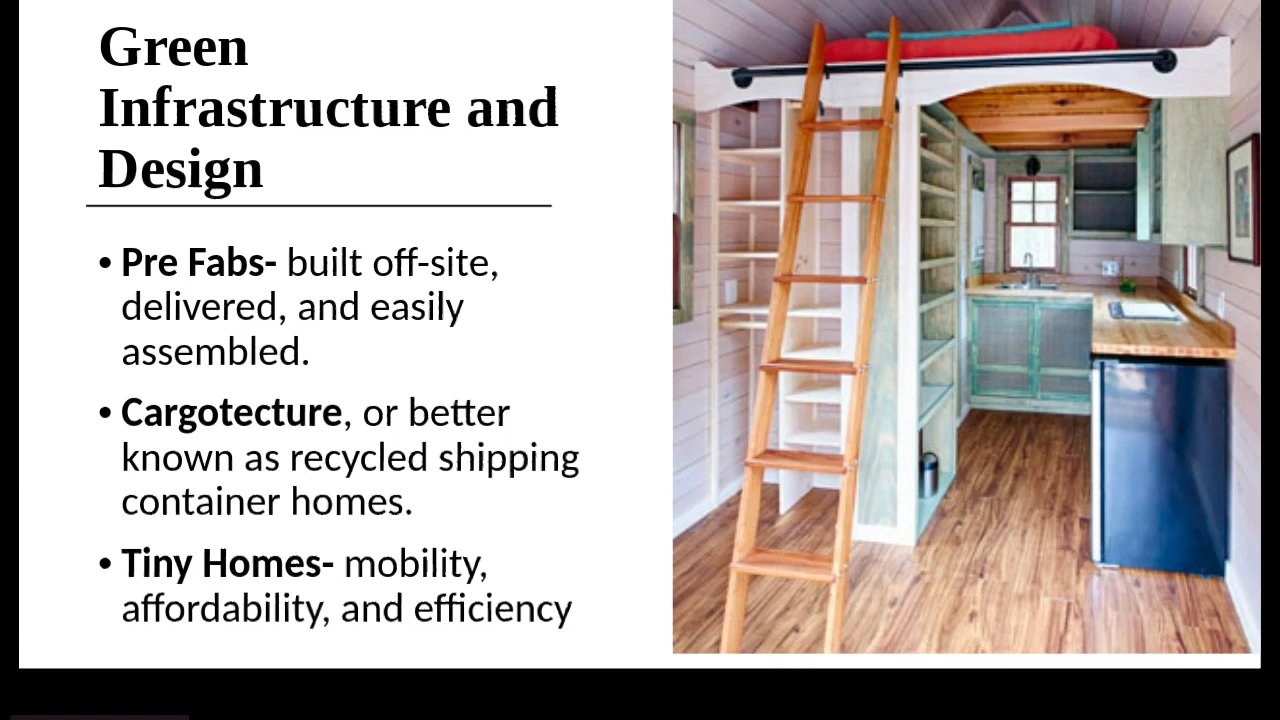 Green
Infrastructure and
Design
• Pre Fabs- built off-site,
delivered, and easily
assembled.
• Cargotecture, or better
known as recycled shipping
container homes.
• Tiny Homes- mobility,
affordability, and efficiency